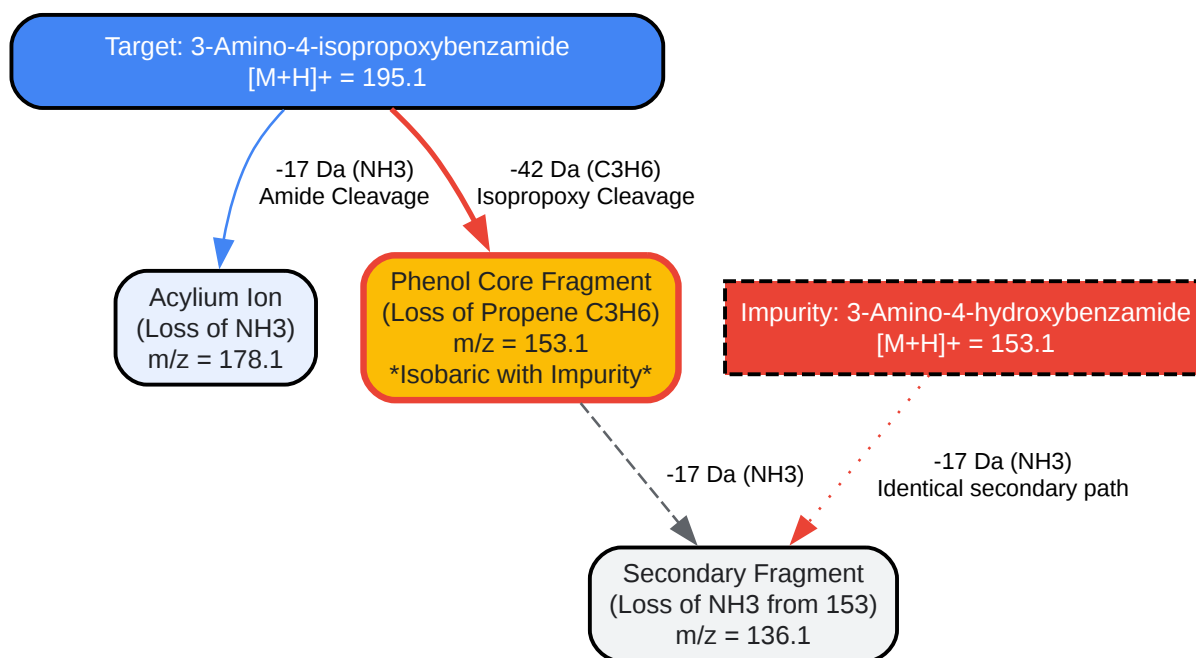 Target: 3-Amino-4-isopropoxybenzamide
[M+H]+ = 195.1
-17 Da (NH3)
Amide Cleavage
-42 Da (C3H6)
Isopropoxy Cleavage
Acylium Ion
(Loss of NH3)
m/z = 178.1
Phenol Core Fragment
(Loss of Propene C3H6)
m/z = 153.1
*Isobaric with Impurity*
Impurity: 3-Amino-4-hydroxybenzamide
[M+H]+ = 153.1
-17 Da (NH3)
-17 Da (NH3)
Identical secondary path
Secondary Fragment
(Loss of NH3 from 153)
m/z = 136.1